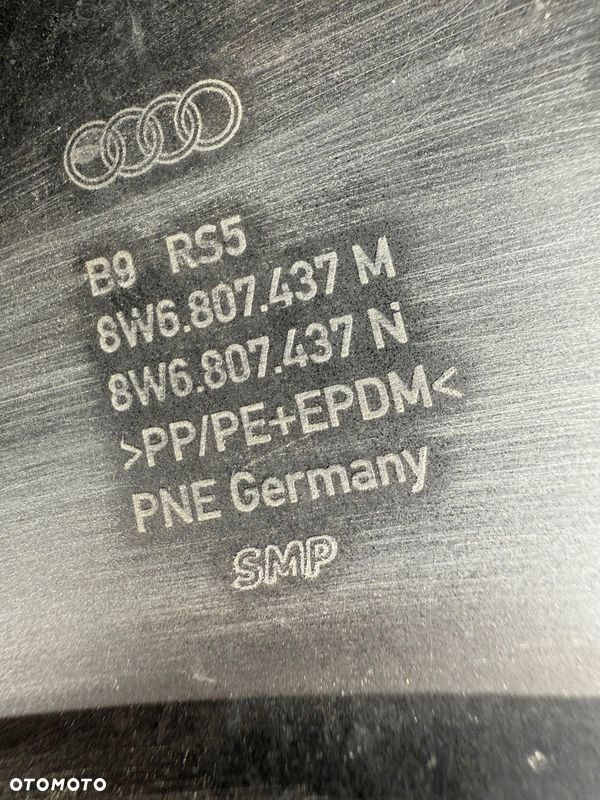 B9 RS5
8W6.807.437 M
8W6.807.437 N
>PP/PE+EPDM<
PNE Germany
SMP
OTOMOTO